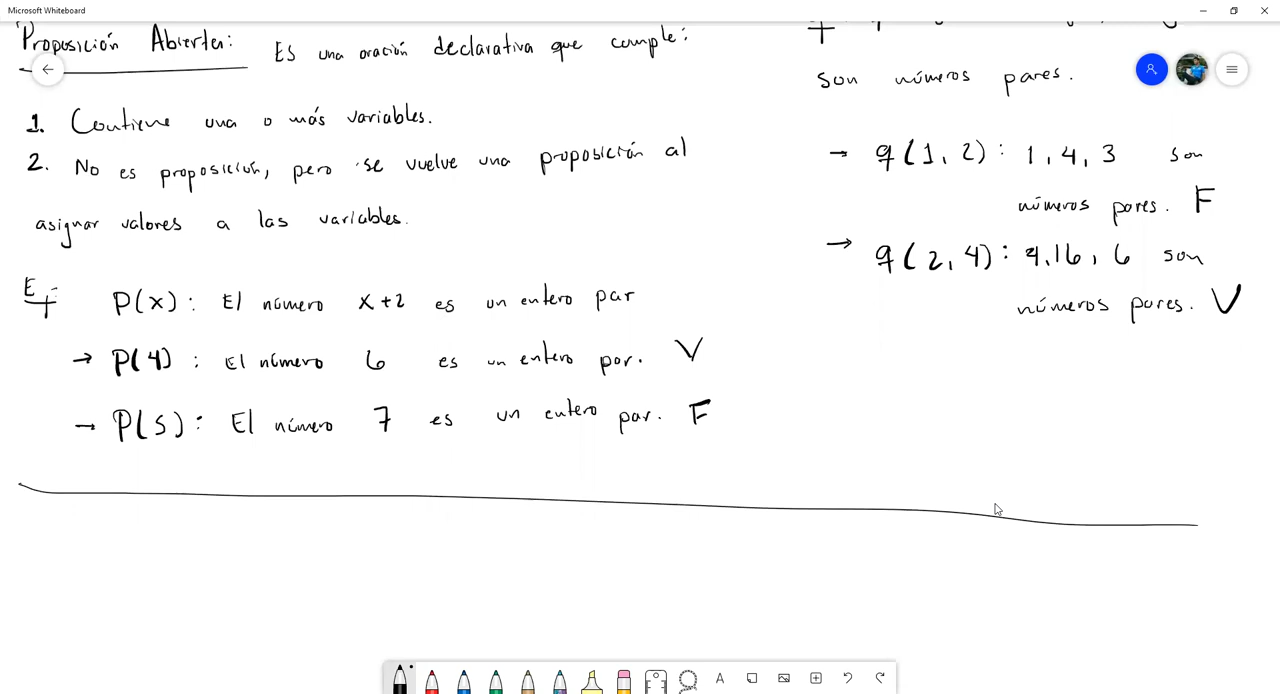 Microsoft Whiteboard
Proposición Abierta: Es una oración declarativa que cumple:
1. Contiene una o más variables.
2. No es proposición, pero se vuelve una proposición al
asignar valores a las variables.
Ej
P(x): El número x+2 es un entero par
→ P(4): El número 6 es un entero par. V
→ P(5): El número 7 es un entero par. F
son números pares.
→ q(1,2): 1,4,3 son
números pares. F
→ q(2,4): 4,16,6 son
números pares. V
A